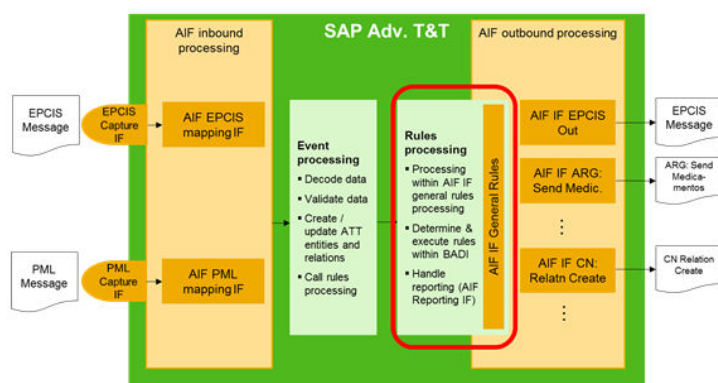 SAP Adv. T&T
AIF inbound processing
AIF outbound processing
EPCIS
Message
EPCIS
Capture
IF
AIF EPCIS
mapping IF
PML
Message
PML
Capture
IF
AIF PML
mapping IF
Event
processing
▪ Decode data
▪ Validate data
▪ Create /
update ATT
entities and
relations
▪ Call rules
processing
Rules
processing
▪ Processing
within AIF IF
general rules
processing
▪ Determine &
execute rules
within BADI
▪ Handle
reporting (AIF
Reporting IF)
AIF IF General Rules
AIF IF EPCIS
Out
AIF IF ARG:
Send Medic.
⋮
AIF IF CN:
Relatn Create
⋮
EPCIS
Message
ARG: Send
Medica-
mentos
CN Relation
Create